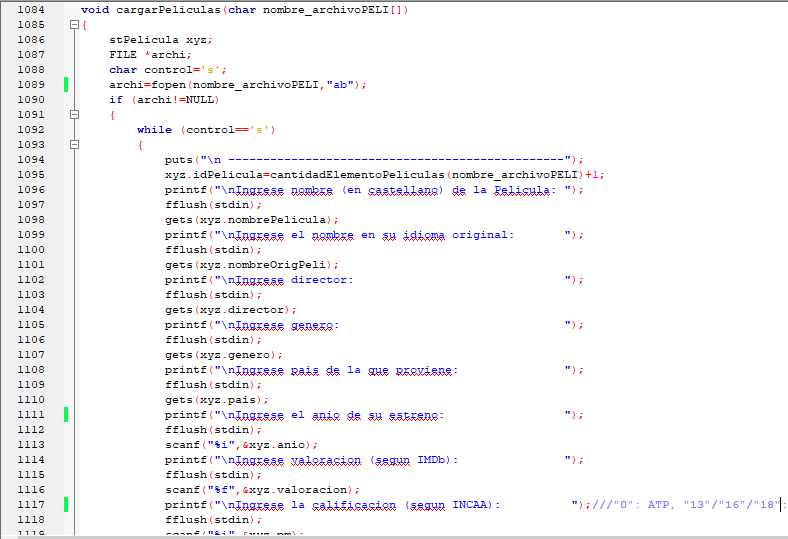 1084 void cargarPeliculas(char nombre_archivoPELI[])
1085 {
1086 stPelicula xyz;
1087 FILE *archi;
1088 char control='s';
1089 archi=fopen(nombre_archivoPELI,"ab");
1090 if (archi!=NULL)
1091 {
1092 while (control=='s')
1093 {
1094 puts("\n ------------------------------------------------");
1095 xyz.idPelicula=cantidadElementoPeliculas(nombre_archivoPELI)+1;
1096 printf("\nIngrese nombre (en castellano) de la Pelicula: ");
1097 fflush(stdin);
1098 gets(xyz.nombrePelicula);
1099 printf("\nIngrese el nombre en su idioma original:       ");
1100 fflush(stdin);
1101 gets(xyz.nombreOrigPeli);
1102 printf("\nIngrese director:                              ");
1103 fflush(stdin);
1104 gets(xyz.director);
1105 printf("\nIngrese genero:                                ");
1106 fflush(stdin);
1107 gets(xyz.genero);
1108 printf("\nIngrese pais de la que proviene:               ");
1109 fflush(stdin);
1110 gets(xyz.pais);
1111 printf("\nIngrese el anio de su estreno:                 ");
1112 fflush(stdin);
1113 scanf("%i",&xyz.anio);
1114 printf("\nIngrese valoracion (segun IMDb):               ");
1115 fflush(stdin);
1116 scanf("%f",&xyz.valoracion);
1117 printf("\nIngrese la calificacion (segun INCAA):          ");///"0": ATP, "13"/"16"/"18":
1118 fflush(stdin);
1119 scanf("%i",&xyz.pm);